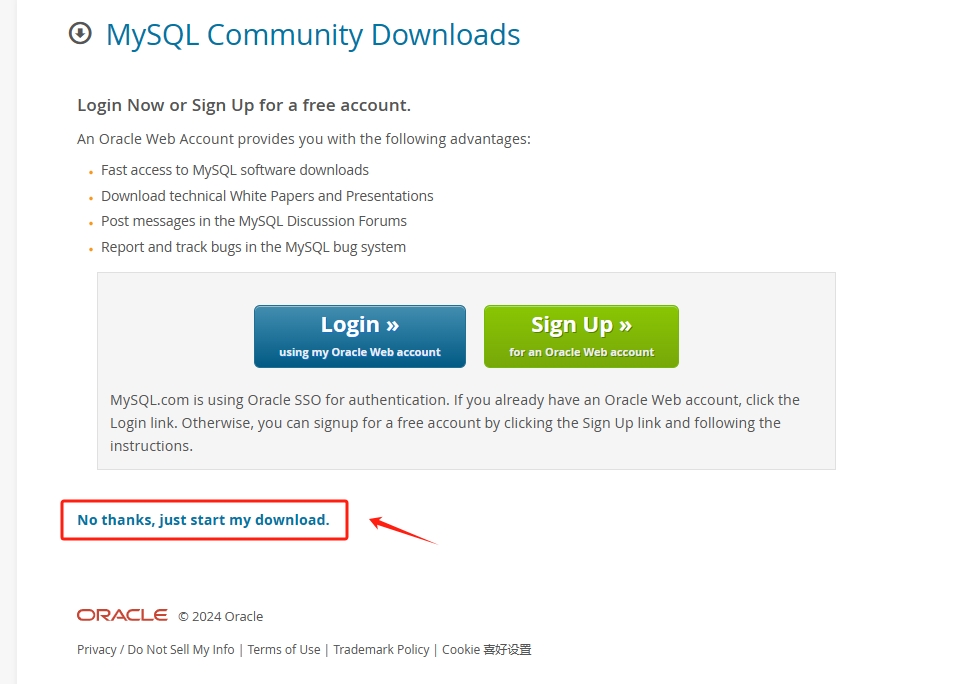 MySQL Community Downloads
Login Now or Sign Up for a free account.
An Oracle Web Account provides you with the following advantages:
Fast access to MySQL software downloads
Download technical White Papers and Presentations
Post messages in the MySQL Discussion Forums
Report and track bugs in the MySQL bug system
Login »
using my Oracle Web account
Sign Up »
for an Oracle Web account
MySQL.com is using Oracle SSO for authentication. If you already have an Oracle Web account, click the
Login link. Otherwise, you can signup for a free account by clicking the Sign Up link and following the
instructions.
No thanks, just start my download.
ORACLE © 2024 Oracle
Privacy / Do Not Sell My Info | Terms of Use | Trademark Policy | Cookie 喜好设置